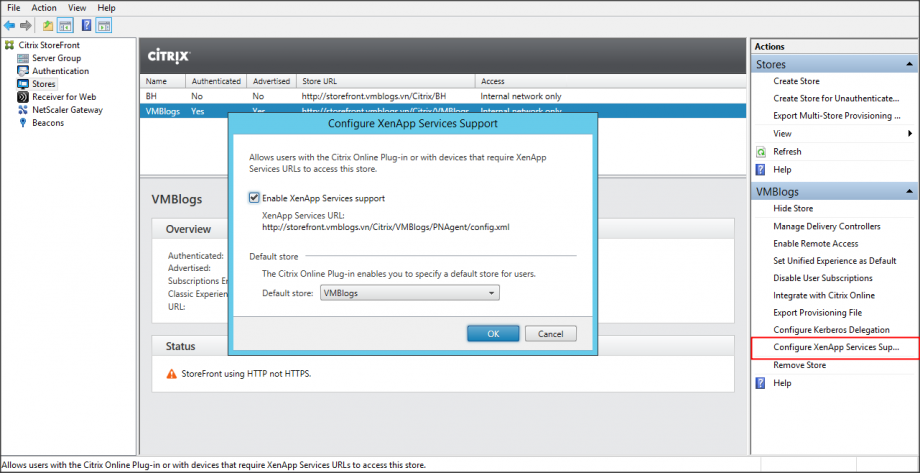 File Action View Help
Citrix StoreFront
Server Group
Authentication
Stores
Receiver for Web
NetScaler Gateway
Beacons
CITRIX
Name Authenticated Advertised Store URL Access
BH No No http://storefront.vmblogs.vn/Citrix/BH Internal network only
VMBlogs Yes Yes http://storefront.vmblogs.vn/Citrix/VMBlogs Internal network only
Configure XenApp Services Support
Allows users with the Citrix Online Plug-in or with devices that require XenApp
Services URLs to access this store.
Enable XenApp Services support
XenApp Services URL:
http://storefront.vmblogs.vn/Citrix/VMBlogs/PNAgent/config.xml
Default store
The Citrix Online Plug-in enables you to specify a default store for users.
Default store: VMBlogs
OK Cancel
VMBlogs
Overview
Authenticated:
Advertised:
Subscriptions En
Classic Experien
URL:
Status
StoreFront using HTTP not HTTPS.
Actions
Stores
Create Store
Create Store for Unauthenticate...
Export Multi-Store Provisioning ...
View
Refresh
Help
VMBlogs
Hide Store
Manage Delivery Controllers
Enable Remote Access
Set Unified Experience as Default
Disable User Subscriptions
Integrate with Citrix Online
Export Provisioning File
Configure Kerberos Delegation
Configure XenApp Services Sup...
Remove Store
Help
Allows users with the Citrix Online Plug-in or with devices that require XenApp Services URLs to access this store.